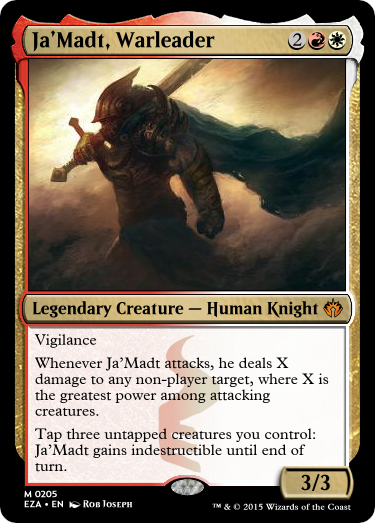 Ja'Madt, Warleader 2
Legendary Creature — Human Knight
Vigilance
Whenever Ja'Madt attacks, he deals X
damage to any non-player target, where X is
the greatest power among attacking
creatures.
Tap three untapped creatures you control:
Ja'Madt gains indestructible until end of
turn.
3/3
M 0205
EZA • EN Rob Joseph
™ & © 2015 Wizards of the Coast